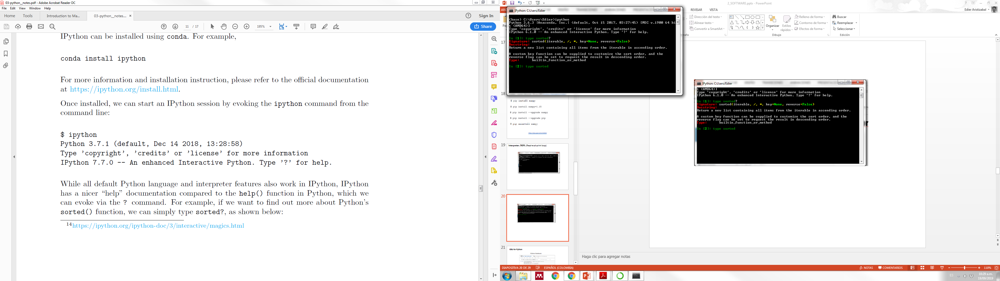 03-python__notes.pdf - Adobe Acrobat Reader DC
File Edit View Window Help
Home Tools Introduction to Ma... 03-python__notes.... × Sign In
11 / 17 195% Share
IPython can be installed using conda. For example,
conda install ipython
For more information and installation instruction, please refer to the official documentation
at https://ipython.org/install.html.
Once installed, we can start an IPython session by evoking the ipython command from the
command line:
$ ipython
Python 3.7.1 (default, Dec 14 2018, 13:28:58)
Type ’copyright’, ’credits’ or ’license’ for more information
IPython 7.7.0 -- An enhanced Interactive Python. Type ’?’ for help.
While all default Python language and interpreter features also work in IPython, IPython
has a nicer “help” documentation compared to the help() function in Python, which we
can evoke via the ? command. For example, if we want to find out more about Python’s
sorted() function, we can simply type sorted?, as shown below:
14https://ipython.org/ipython-doc/3/interactive/magics.html
2_SOFTWARE.pptx - PowerPoint
REVISAR VISTA Edier Aristizabal
Dirección del texto
Alinear texto
Convertir a SmartArt
Organizar
Estilos
rápidos
Relleno de forma
Contorno de forma
Efectos de forma
Dibujo
Buscar
Reemplazar
Seleccionar
Edición
IPython: C:Users/Edier
(base) C:\Users\Edier>ipython
Python 3.6.3 |Anaconda, Inc.| (default, Oct 15 2017, 03:27:45) [MSC v.1900 64 bi
t (AMD64)]
Type 'copyright', 'credits' or 'license' for more information
IPython 6.1.0 -- An enhanced Interactive Python. Type '?' for help.
In [1]: type sorted?
Signature: sorted(iterable, /, *, key=None, reverse=False)
Docstring:
Return a new list containing all items from the iterable in ascending order.
A custom key function can be supplied to customize the sort order, and the
reverse flag can be set to request the result in descending order.
Type: builtin_function_or_method
In [2]: type sorted
17
18
$ pip install numpy
$ pip install numpy=1.15
$ pip install --upgrade numpy
$ pip install --upgrade pip
$ pip uninstall numpy
19
Interpreter /REPL (Read-eval-print loop)
20
21
IDEs for Python
IPython: C:Users/Edier
t (AMD64)]
Type 'copyright', 'credits' or 'license' for more information
IPython 6.1.0 -- An enhanced Interactive Python. Type '?' for help.
In [1]: type sorted?
Signature: sorted(iterable, /, *, key=None, reverse=False)
Docstring:
Return a new list containing all items from the iterable in ascending order.
A custom key function can be supplied to customize the sort order, and the
reverse flag can be set to request the result in descending order.
Type: builtin_function_or_method
In [2]: type sorted
Haga clic para agregar notas
DIAPOSITIVA 20 DE 29 ESPAÑOL (COLOMBIA) NOTAS COMENTARIOS 110%
ES 10:29 a.m.
19/09/2019